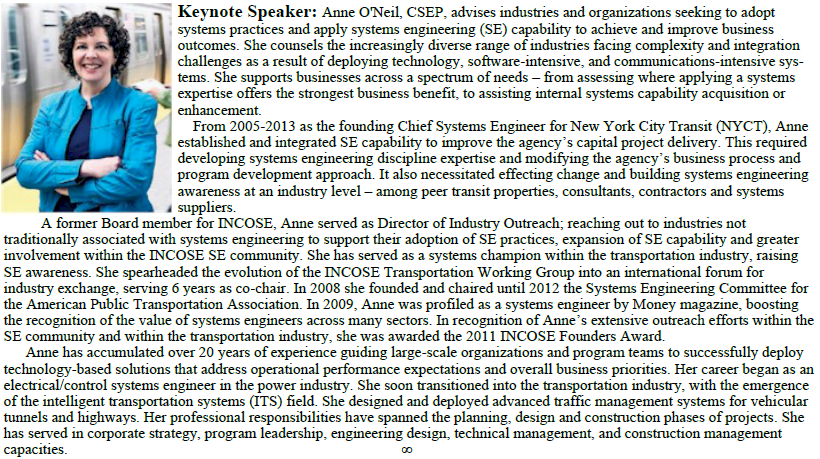 Keynote Speaker: Anne O'Neil, CSEP, advises industries and organizations seeking to adopt
systems practices and apply systems engineering (SE) capability to achieve and improve business
outcomes. She counsels the increasingly diverse range of industries facing complexity and integration
challenges as a result of deploying technology, software-intensive, and communications-intensive sys-
tems. She supports businesses across a spectrum of needs – from assessing where applying a systems
expertise offers the strongest business benefit, to assisting internal systems capability acquisition or
enhancement.
From 2005-2013 as the founding Chief Systems Engineer for New York City Transit (NYCT), Anne
established and integrated SE capability to improve the agency's capital project delivery. This required
developing systems engineering discipline expertise and modifying the agency's business process and
program development approach. It also necessitated effecting change and building systems engineering
awareness at an industry level – among peer transit properties, consultants, contractors and systems
suppliers.
A former Board member for INCOSE, Anne served as Director of Industry Outreach; reaching out to industries not
traditionally associated with systems engineering to support their adoption of SE practices, expansion of SE capability and greater
involvement within the INCOSE SE community. She has served as a systems champion within the transportation industry, raising
SE awareness. She spearheaded the evolution of the INCOSE Transportation Working Group into an international forum for
industry exchange, serving 6 years as co-chair. In 2008 she founded and chaired until 2012 the Systems Engineering Committee for
the American Public Transportation Association. In 2009, Anne was profiled as a systems engineer by Money magazine, boosting
the recognition of the value of systems engineers across many sectors. In recognition of Anne's extensive outreach efforts within the
SE community and within the transportation industry, she was awarded the 2011 INCOSE Founders Award.
Anne has accumulated over 20 years of experience guiding large-scale organizations and program teams to successfully deploy
technology-based solutions that address operational performance expectations and overall business priorities. Her career began as an
electrical/control systems engineer in the power industry. She soon transitioned into the transportation industry, with the emergence
of the intelligent transportation systems (ITS) field. She designed and deployed advanced traffic management systems for vehicular
tunnels and highways. Her professional responsibilities have spanned the planning, design and construction phases of projects. She
has served in corporate strategy, program leadership, engineering design, technical management, and construction management
capacities. ∞